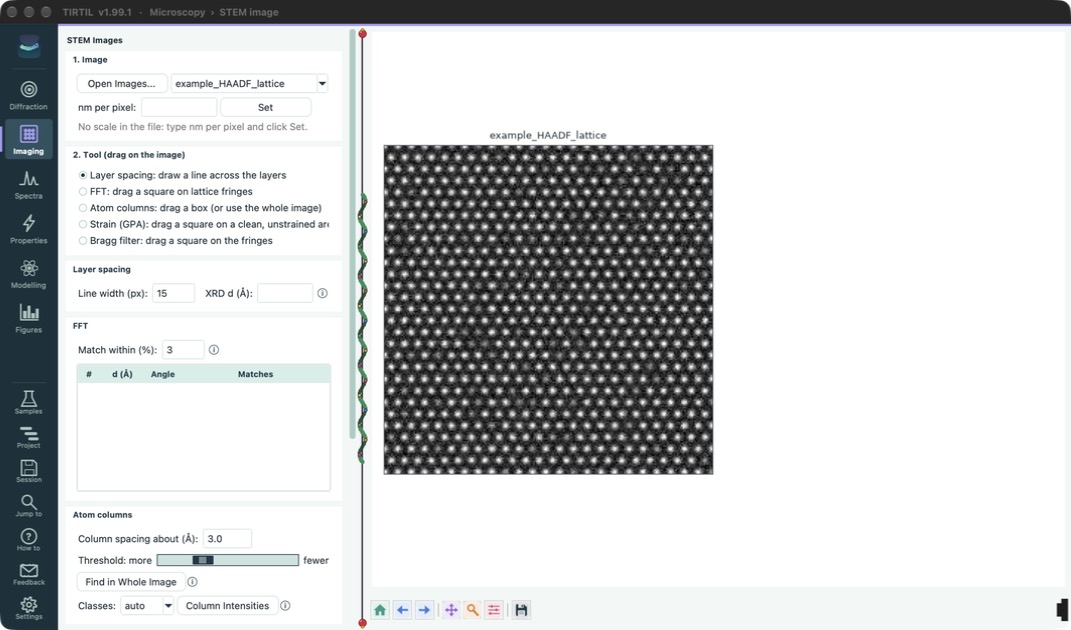 TIRTIL v1.99.1 - Microscopy › STEM image
STEM Images
1. Image
Open Images... example_HAADF_lattice
nm per pixel: Set
No scale in the file: type nm per pixel and click Set.
2. Tool (drag on the image)
Layer spacing: draw a line across the layers
FFT: drag a square on lattice fringes
Atom columns: drag a box (or use the whole image)
Strain (GPA): drag a square on a clean, unstrained are
Bragg filter: drag a square on the fringes
Layer spacing
Line width (px): 15 XRD d (Å):
FFT
Match within (%): 3
# d (Å) Angle Matches
Atom columns
Column spacing about (Å): 3.0
Threshold: more fewer
Find in Whole Image
Classes: auto Column Intensities
Diffraction
Imaging
Spectra
Properties
Modelling
Figures
Samples
Project
Session
Jump to
How to
Feedback
Settings
example_HAADF_lattice